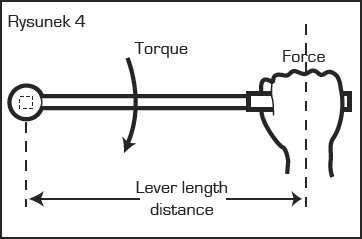 Rysunek 4
Torque
Force
Lever length
distance